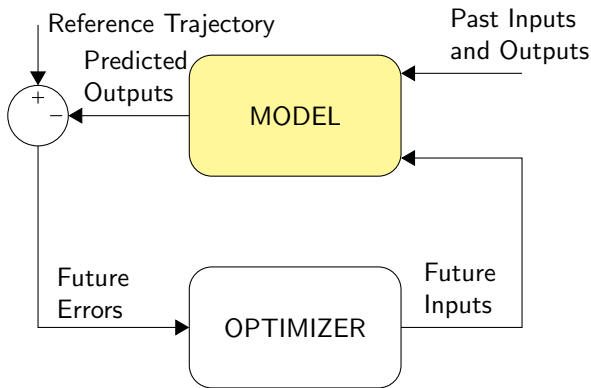 Reference Trajectory
Past Inputs
and Outputs
Predicted
Outputs
+
−
MODEL
Future
Errors
OPTIMIZER
Future
Inputs